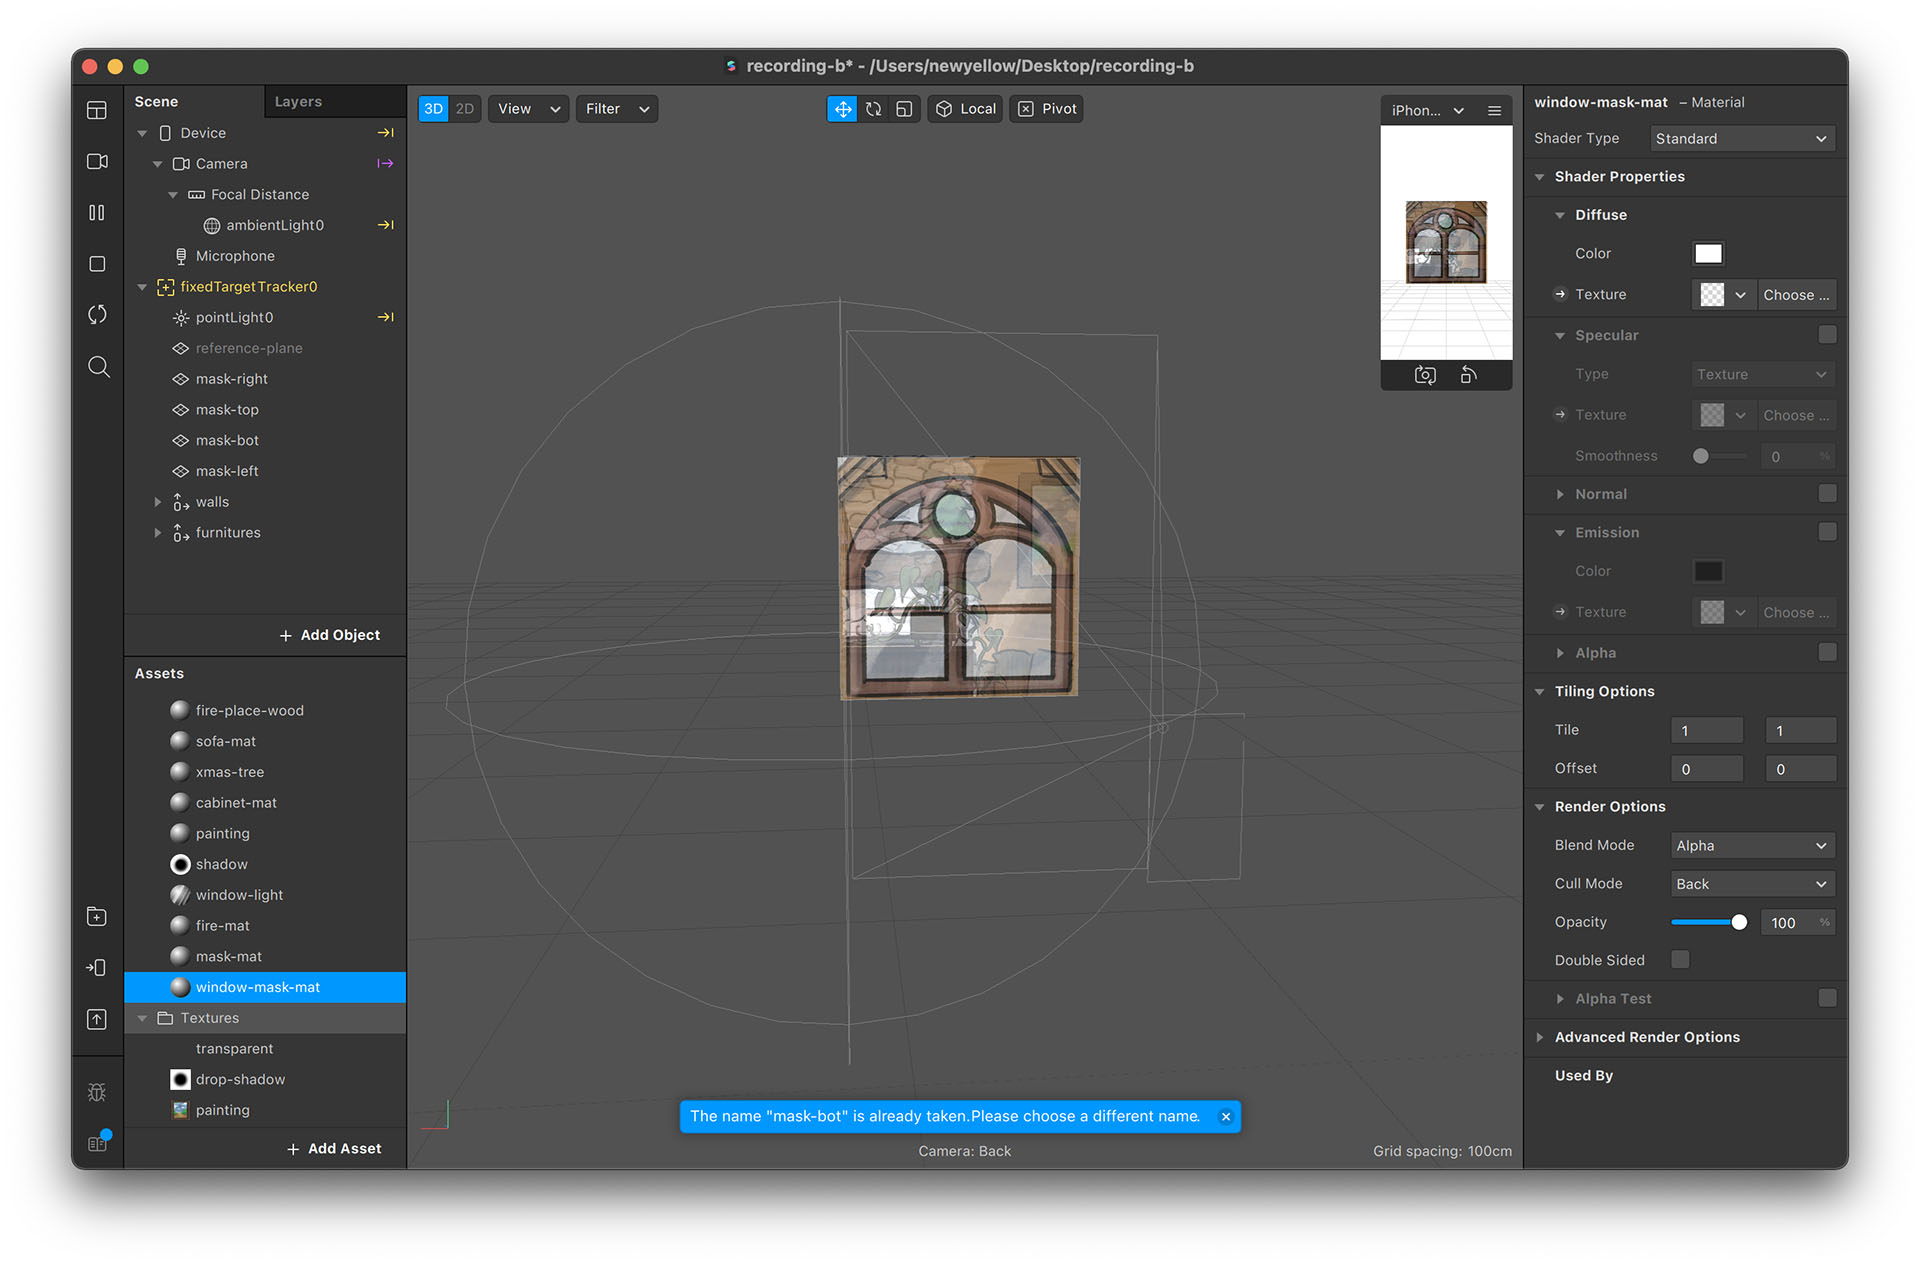 recording-b* - /Users/newyellow/Desktop/recording-b
Scene
Layers
Device
Camera
Focal Distance
ambientLight0
Microphone
fixedTargetTracker0
pointLight0
reference-plane
mask-right
mask-top
mask-bot
mask-left
walls
furnitures
+ Add Object
Assets
fire-place-wood
sofa-mat
xmas-tree
cabinet-mat
painting
shadow
window-light
fire-mat
mask-mat
window-mask-mat
Textures
transparent
drop-shadow
painting
+ Add Asset
3D 2D View Filter
Local Pivot
iPhon...
The name "mask-bot" is already taken.Please choose a different name.
Camera: Back
Grid spacing: 100cm
window-mask-mat – Material
Shader Type Standard
Shader Properties
Diffuse
Color
Texture Choose ...
Specular
Type Texture
Texture Choose ...
Smoothness 0 %
Normal
Emission
Color
Texture Choose ...
Alpha
Tiling Options
Tile 1 1
Offset 0 0
Render Options
Blend Mode Alpha
Cull Mode Back
Opacity 100 %
Double Sided
Alpha Test
Advanced Render Options
Used By